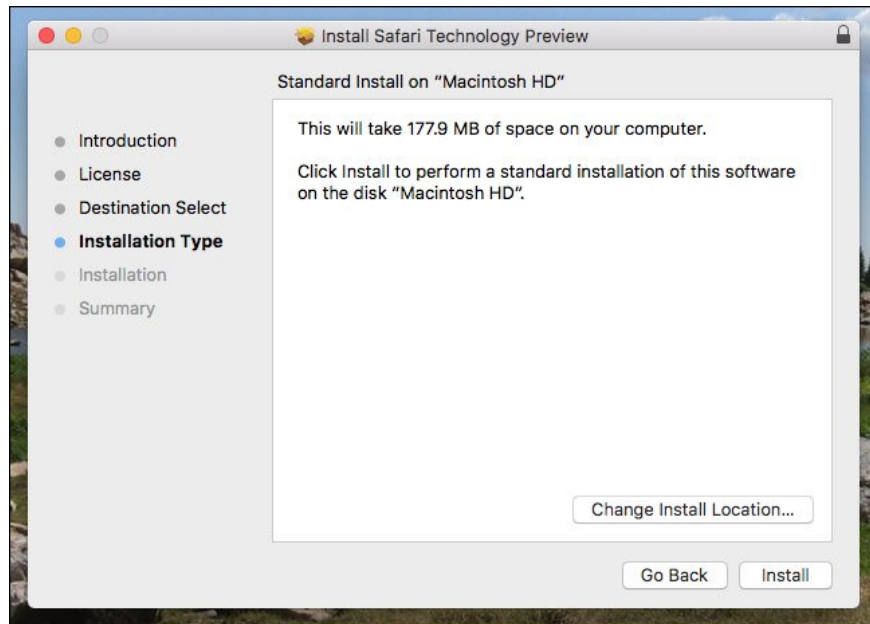 Install Safari Technology Preview
Standard Install on “Macintosh HD”
Introduction
License
Destination Select
Installation Type
Installation
Summary
This will take 177.9 MB of space on your computer.
Click Install to perform a standard installation of this software
on the disk “Macintosh HD”.
Change Install Location...
Go Back
Install